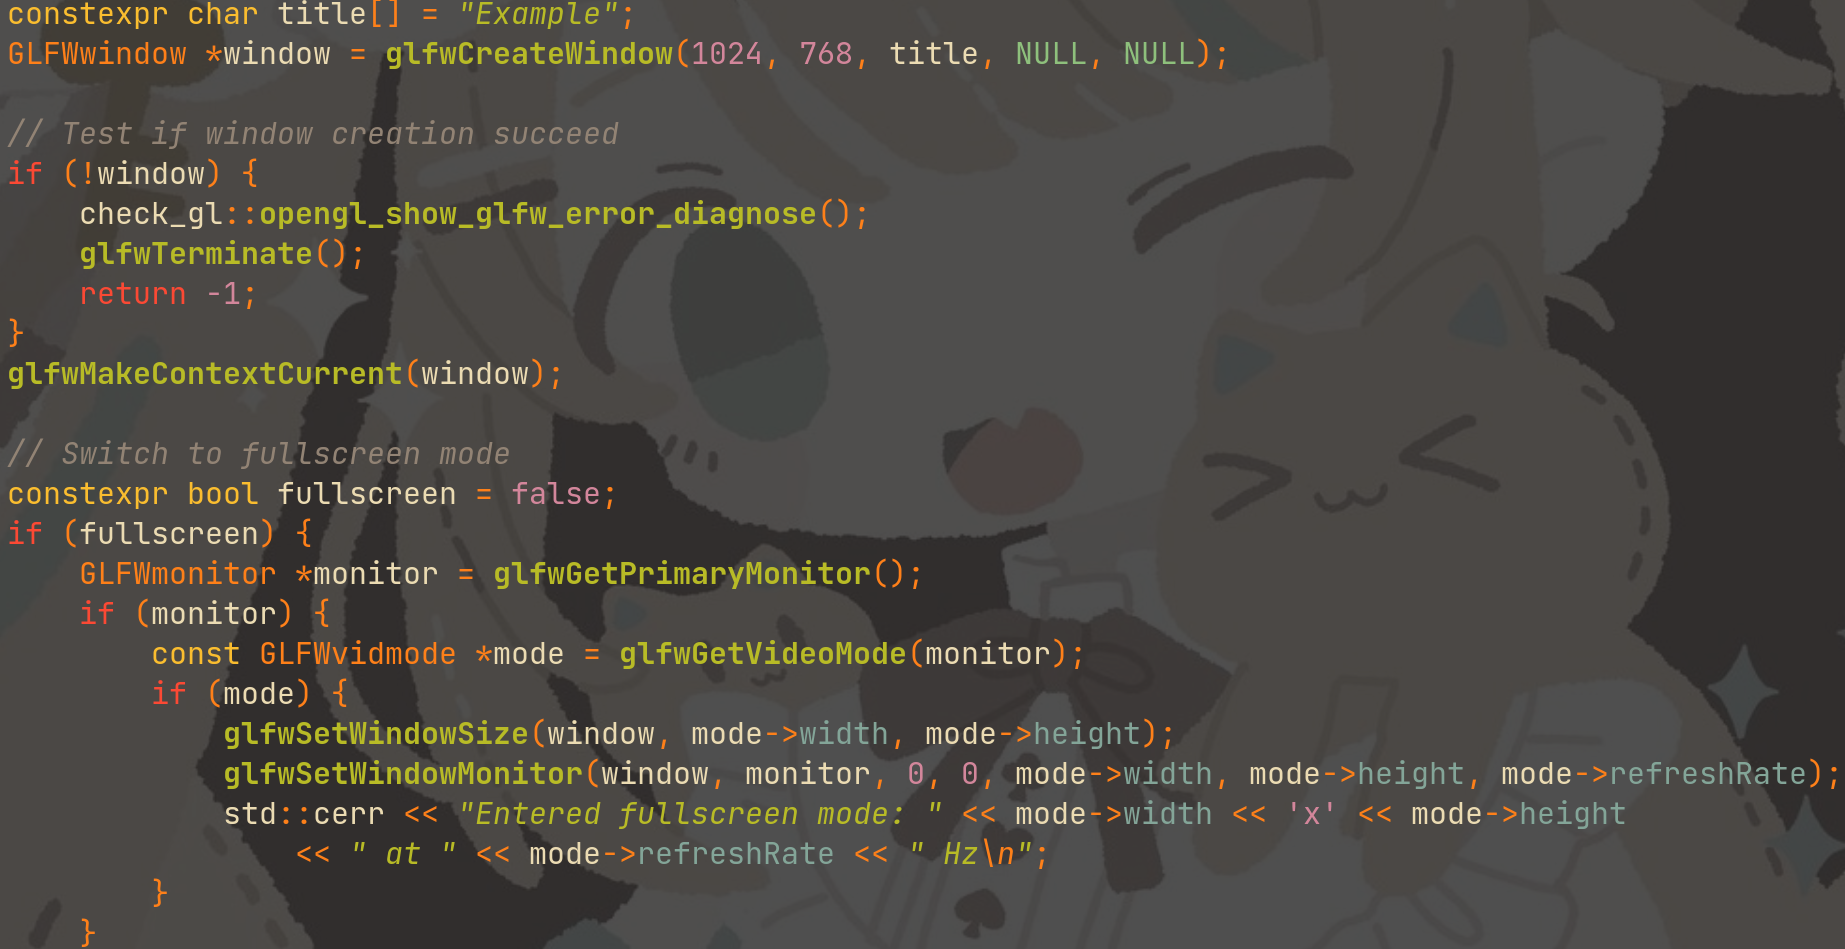 constexpr char title[] = "Example";
GLFWwindow *window = glfwCreateWindow(1024, 768, title, NULL, NULL);

// Test if window creation succeed
if (!window) {
    check_gl::opengl_show_glfw_error_diagnose();
    glfwTerminate();
    return -1;
}
glfwMakeContextCurrent(window);

// Switch to fullscreen mode
constexpr bool fullscreen = false;
if (fullscreen) {
    GLFWmonitor *monitor = glfwGetPrimaryMonitor();
    if (monitor) {
        const GLFWvidmode *mode = glfwGetVideoMode(monitor);
        if (mode) {
            glfwSetWindowSize(window, mode->width, mode->height);
            glfwSetWindowMonitor(window, monitor, 0, 0, mode->width, mode->height, mode->refreshRate);
            std::cerr << "Entered fullscreen mode: " << mode->width << 'x' << mode->height
                << " at " << mode->refreshRate << " Hz\n";
        }
    }